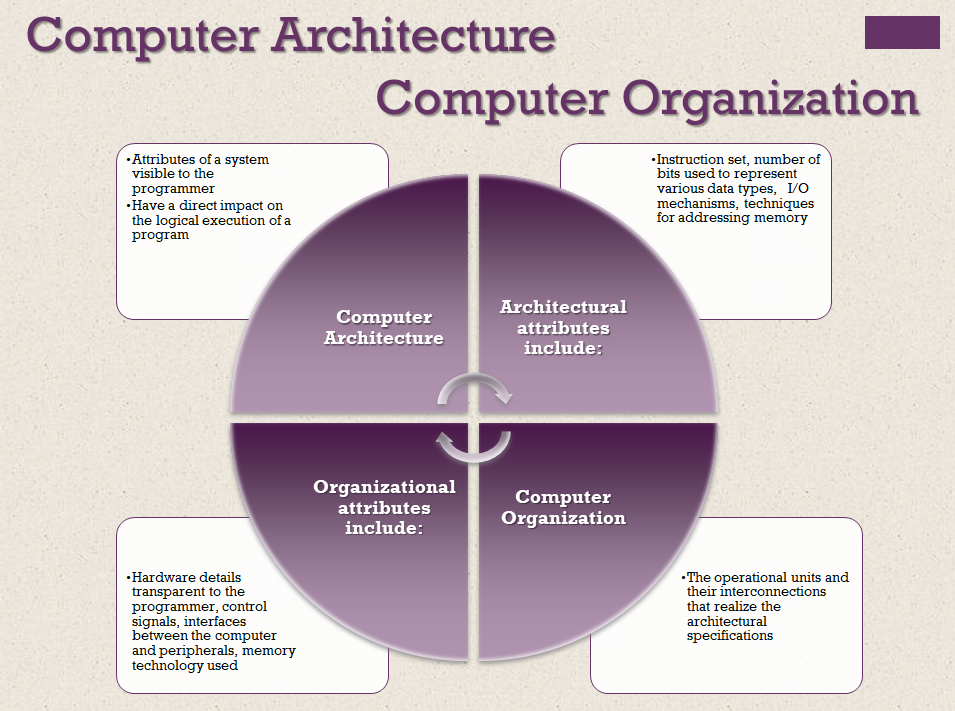 Computer Architecture
Computer Organization
•Attributes of a system
visible to the
programmer
•Have a direct impact on
the logical execution of a
program
•Instruction set, number of
bits used to represent
various data types, I/O
mechanisms, techniques
for addressing memory
Computer
Architecture
Architectural
attributes
include:
Organizational
attributes
include:
Computer
Organization
•Hardware details
transparent to the
programmer, control
signals, interfaces
between the computer
and peripherals, memory
technology used
•The operational units and
their interconnections
that realize the
architectural
specifications